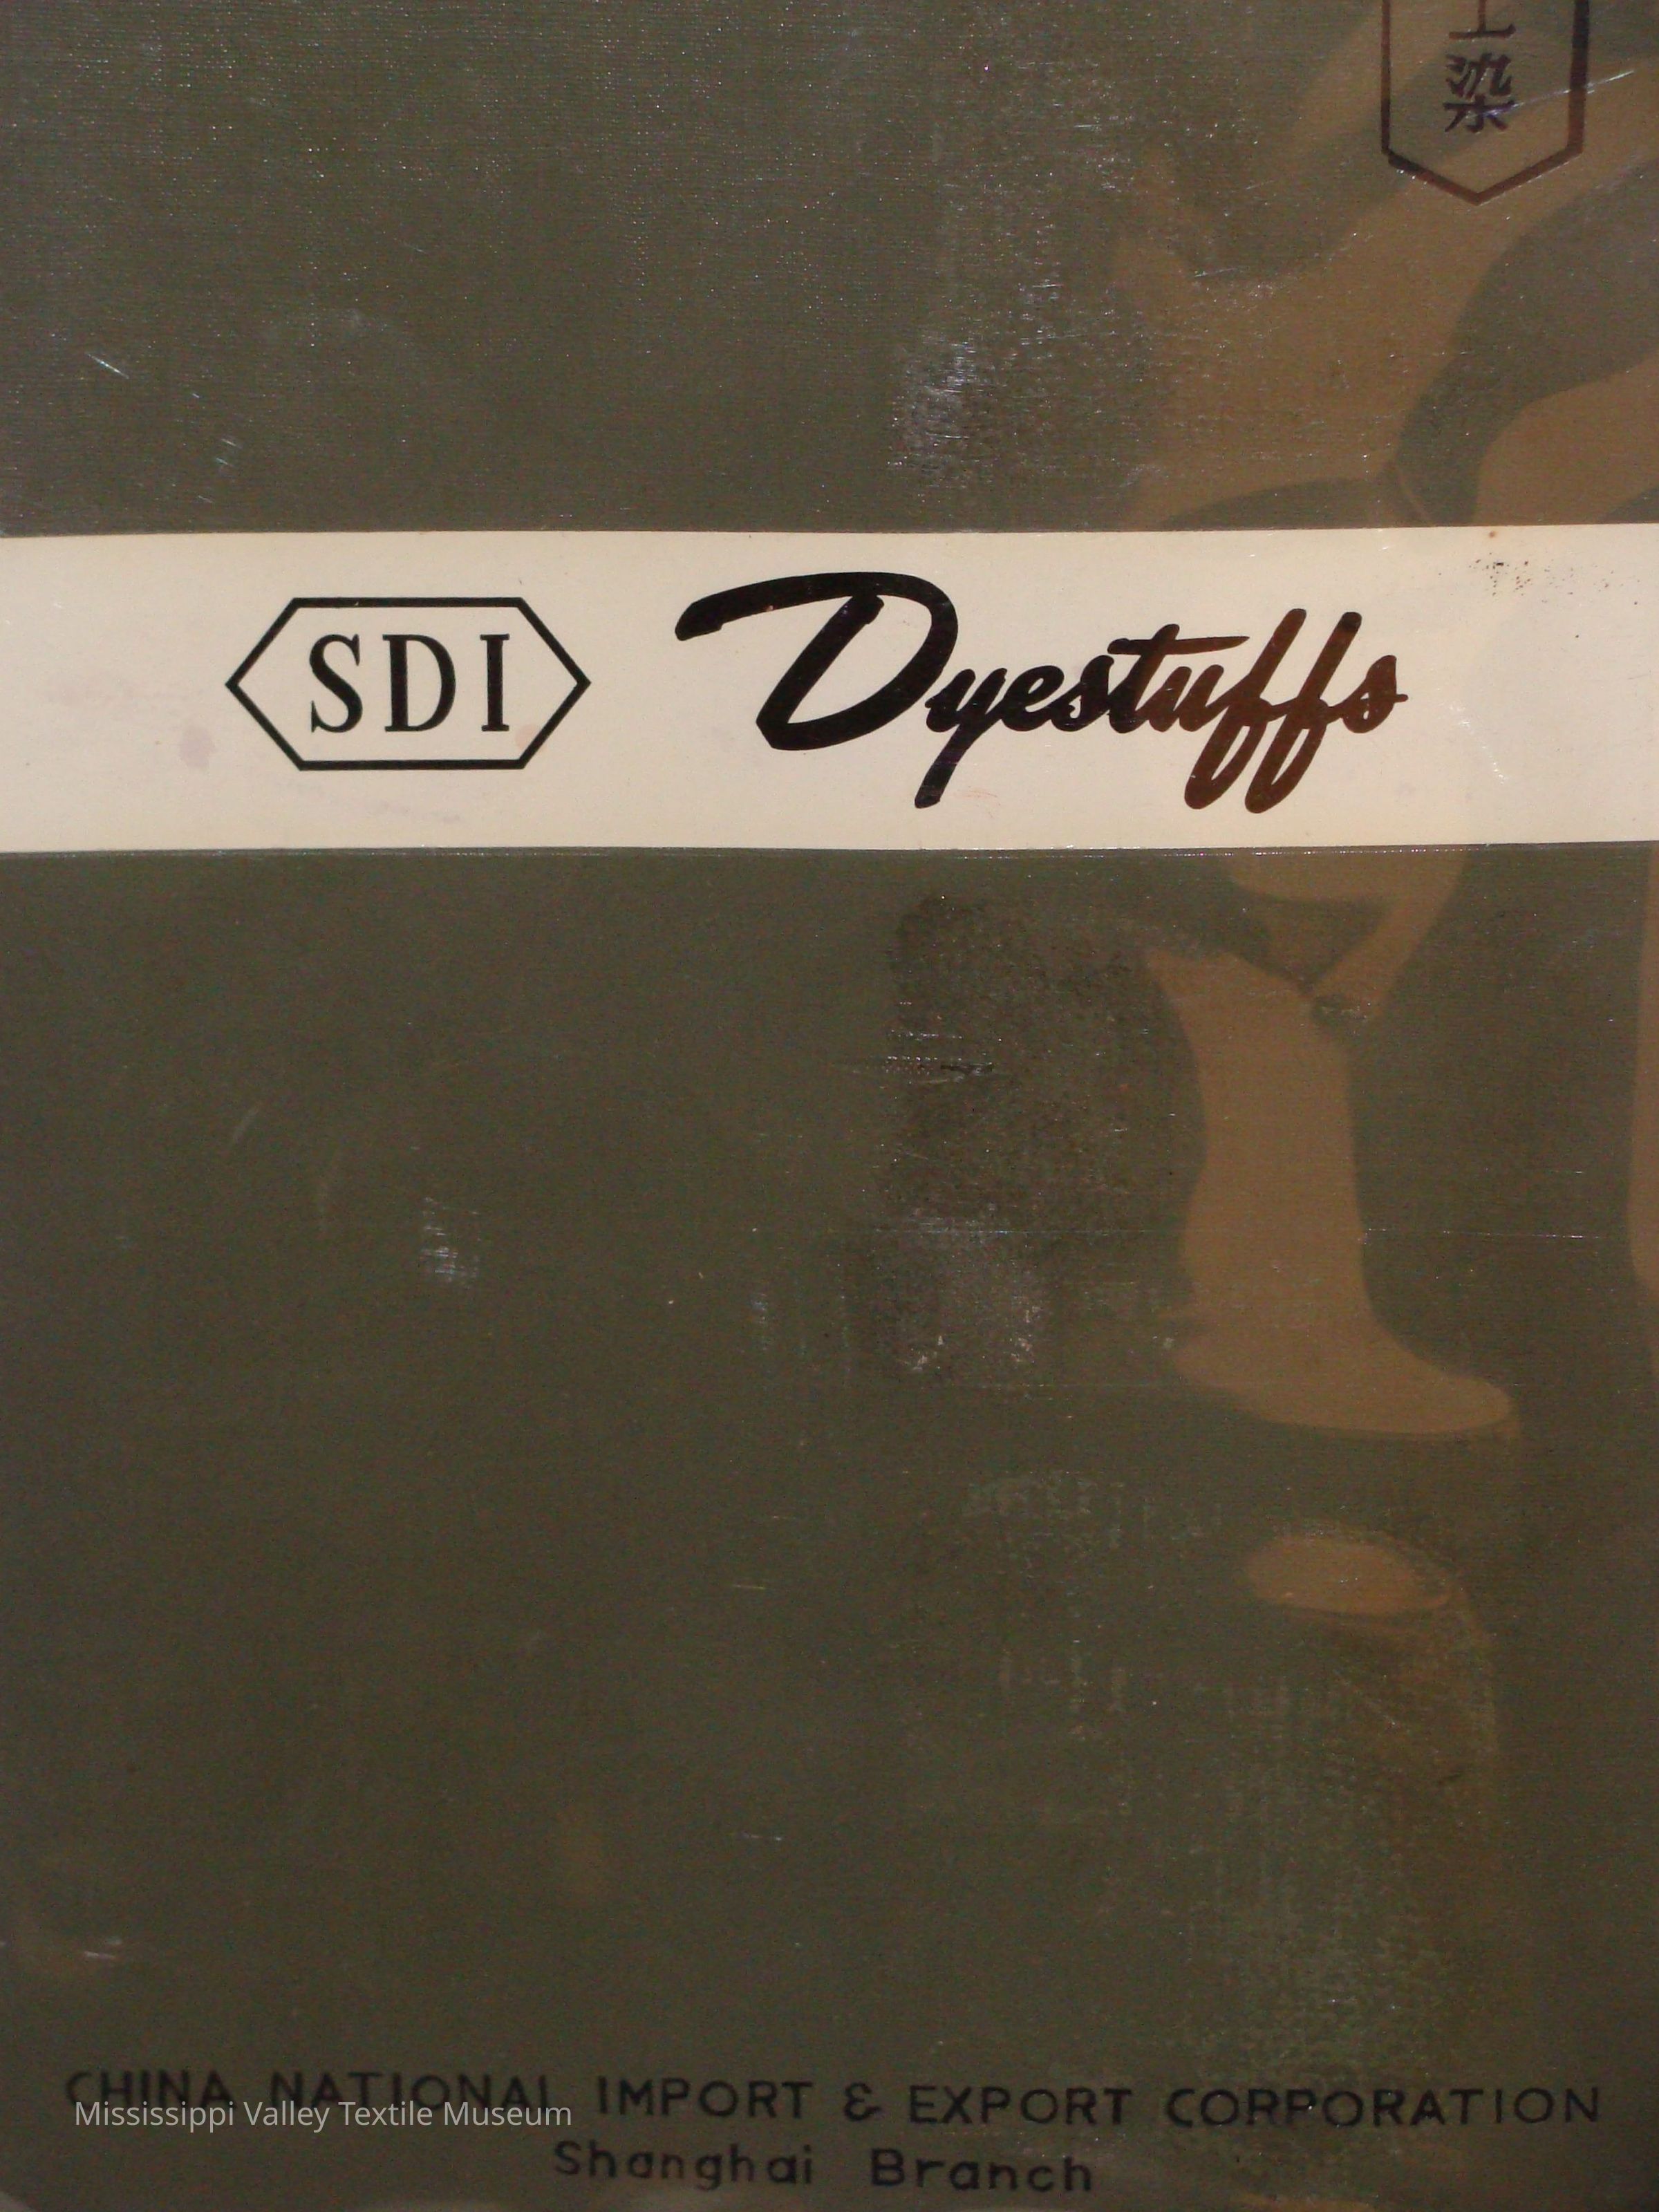 染
SDI Dyestuffs
CHINA NATIONAL IMPORT & EXPORT CORPORATION
Mississippi Valley Textile Museum
Shanghai Branch